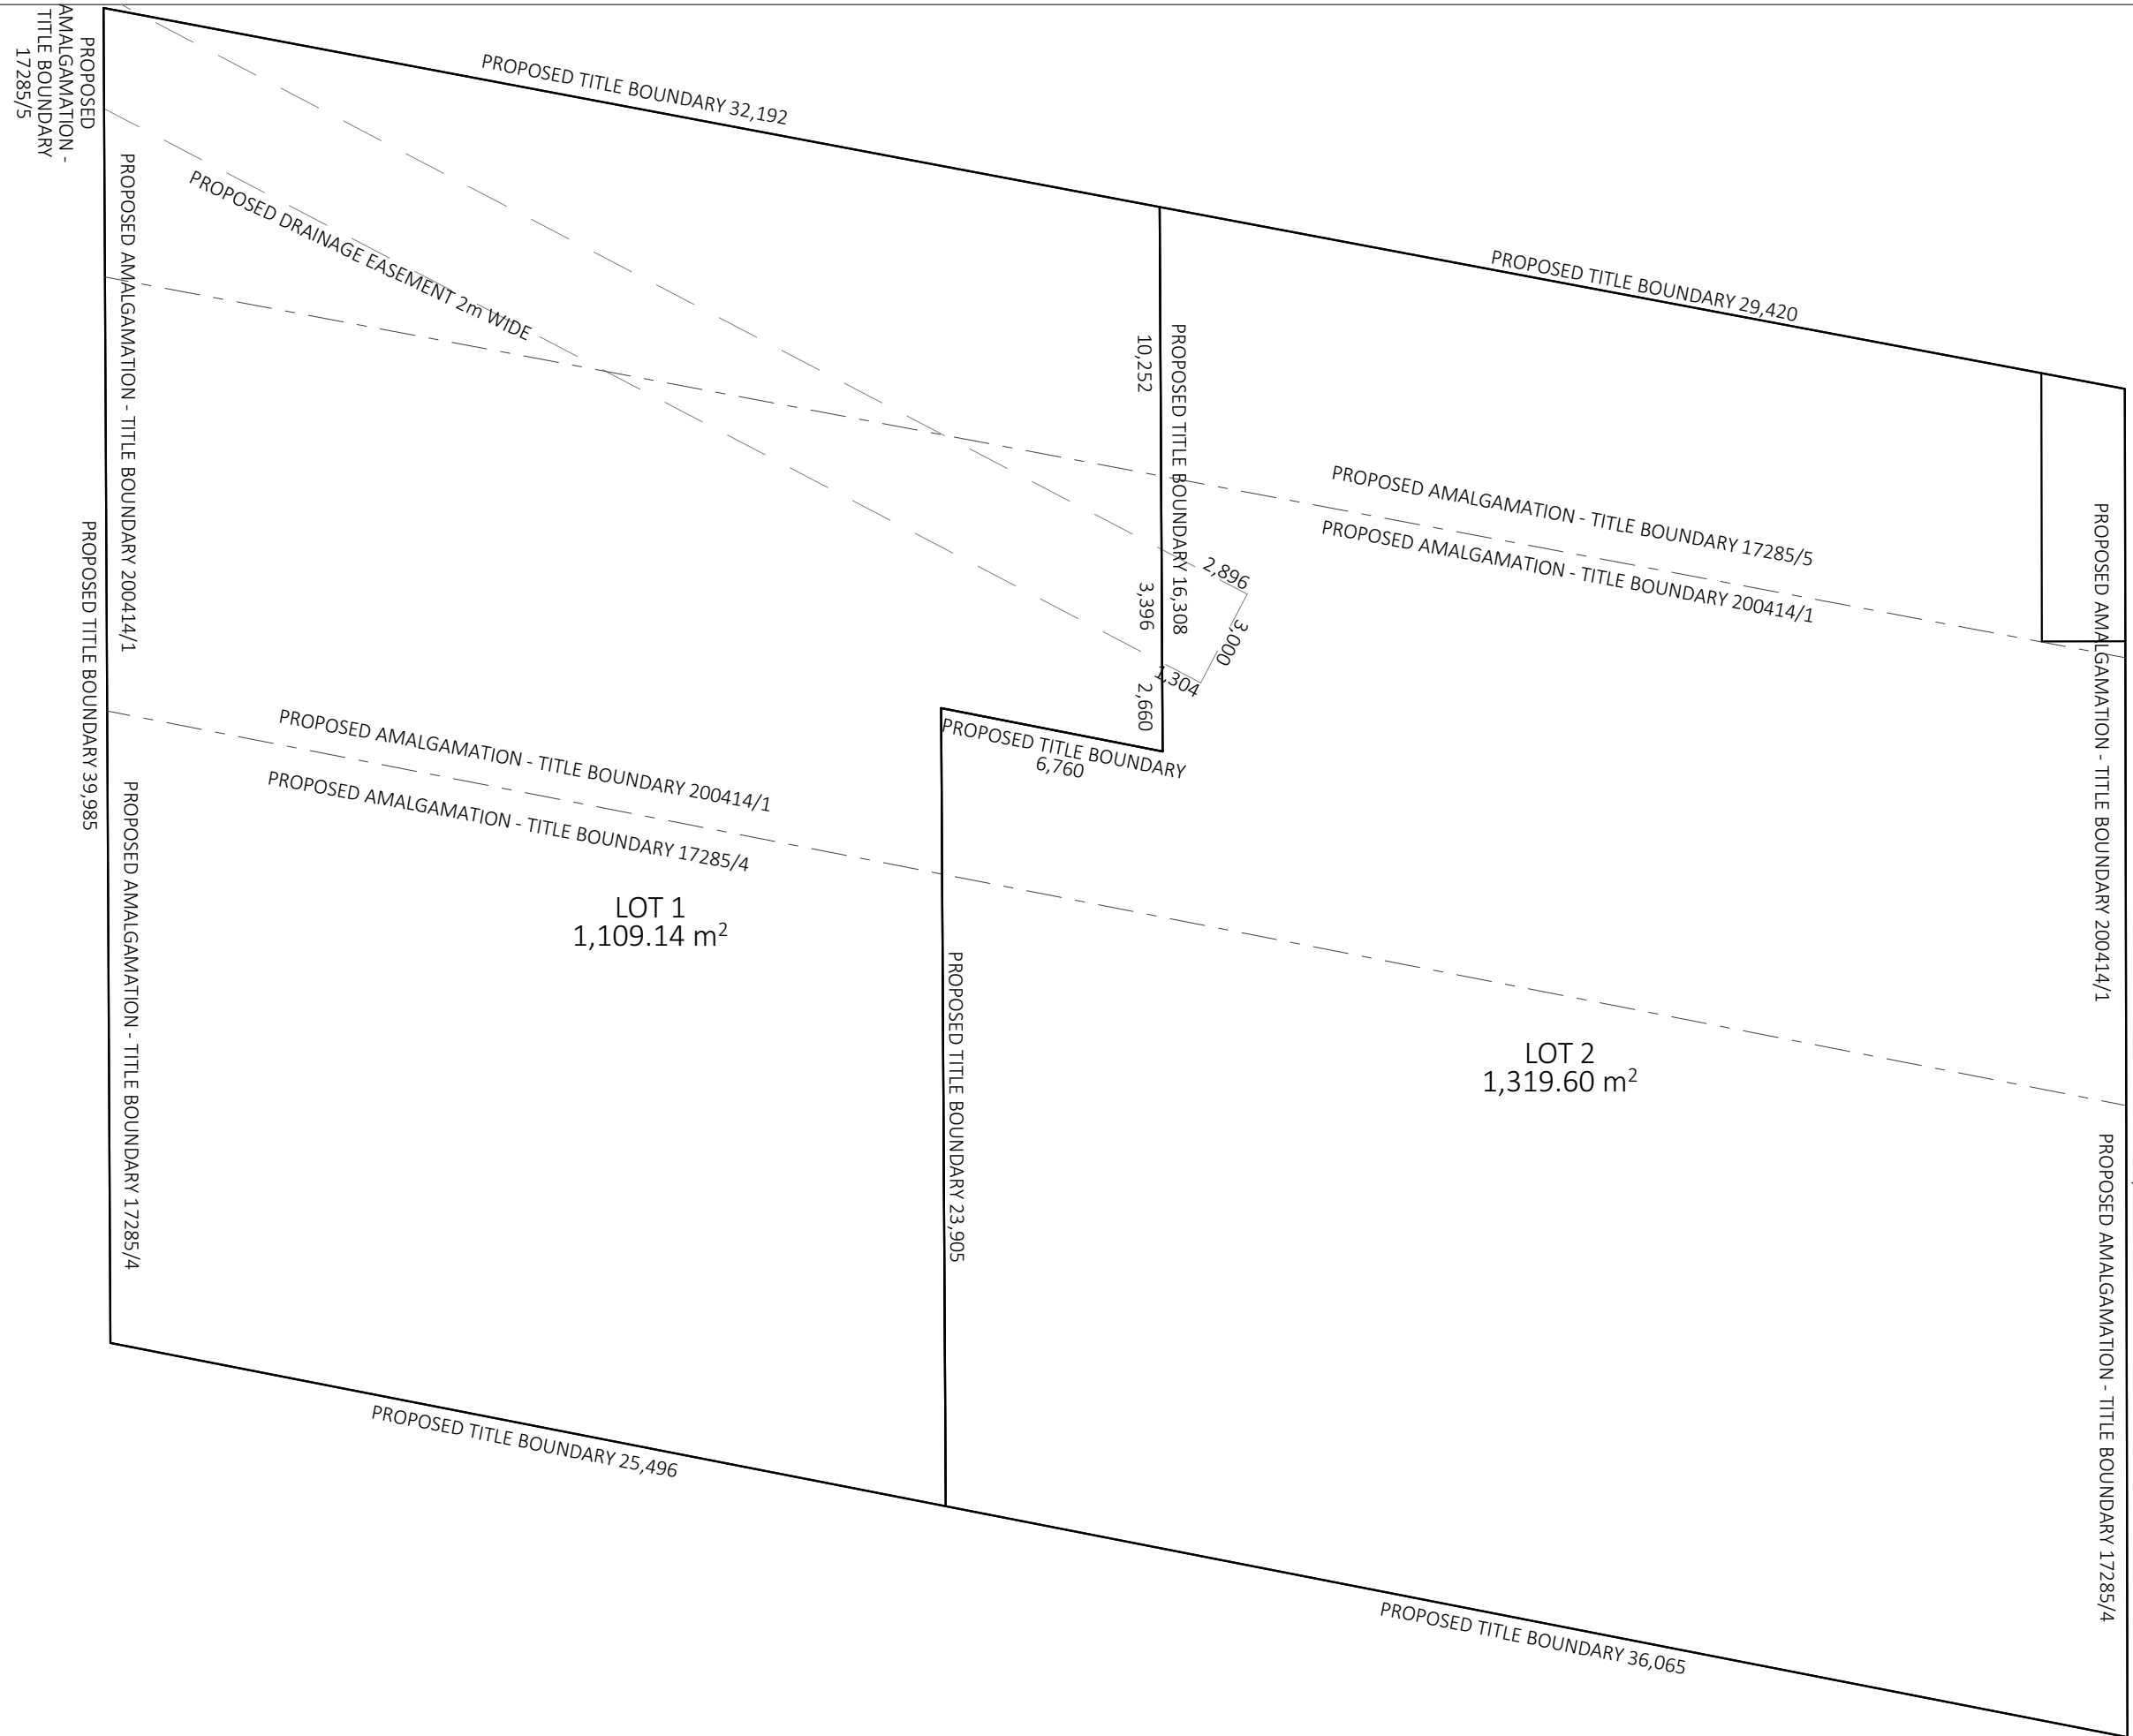 PROPOSED
AMALGAMATION -
TITLE BOUNDARY
17285/5
PROPOSED TITLE BOUNDARY 32,192
PROPOSED TITLE BOUNDARY 29,420
PROPOSED DRAINAGE EASEMENT 2m WIDE
PROPOSED AMALGAMATION - TITLE BOUNDARY 200414/1
PROPOSED TITLE BOUNDARY 39,985
10,252
PROPOSED TITLE BOUNDARY 16,308
3,396
2,660
2,896
3,000
1,304
PROPOSED AMALGAMATION - TITLE BOUNDARY 17285/5
PROPOSED AMALGAMATION - TITLE BOUNDARY 200414/1
PROPOSED AMALGAMATION - TITLE BOUNDARY 200414/1
PROPOSED TITLE BOUNDARY
6,760
PROPOSED AMALGAMATION - TITLE BOUNDARY 200414/1
PROPOSED AMALGAMATION - TITLE BOUNDARY 17285/4
PROPOSED AMALGAMATION - TITLE BOUNDARY 17285/4
LOT 1
1,109.14 m²
PROPOSED TITLE BOUNDARY 23,905
LOT 2
1,319.60 m²
PROPOSED AMALGAMATION - TITLE BOUNDARY 17285/4
PROPOSED TITLE BOUNDARY 25,496
PROPOSED TITLE BOUNDARY 36,065